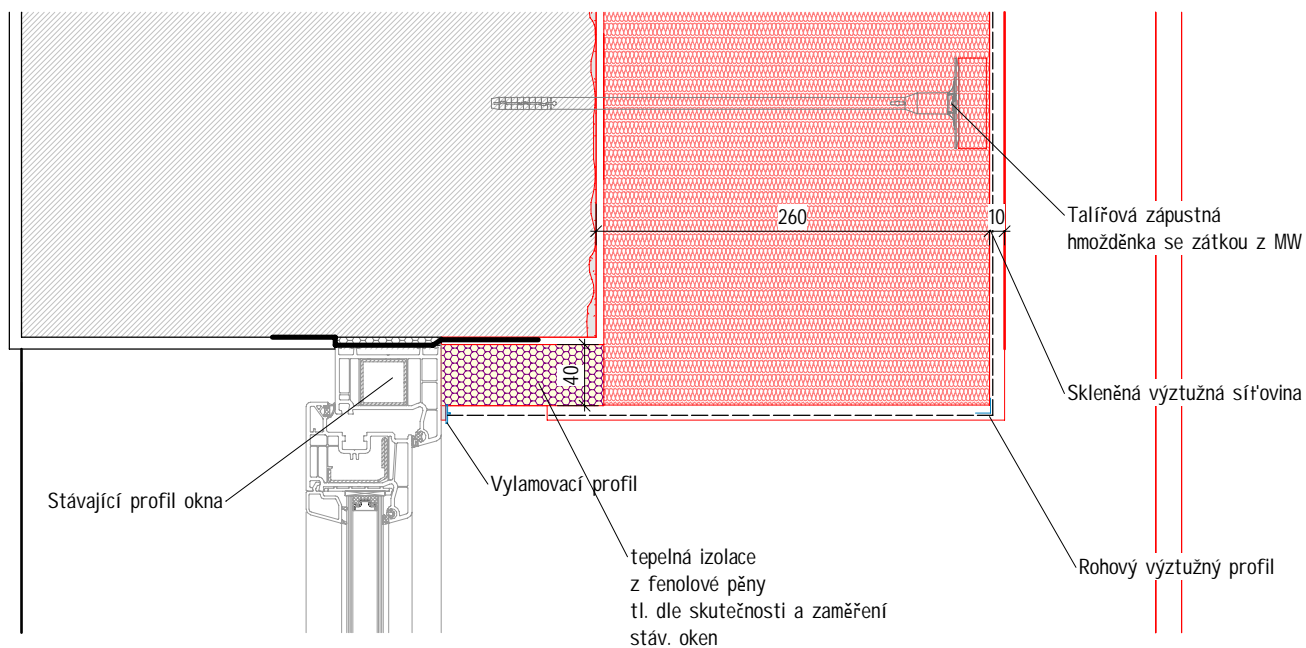 260
10
Talířová zápustná
hmožděnka se zátkou z MW
40
Skleněná výztužná síťovina
Vylamovací profil
Stávající profil okna
tepelná izolace
z fenolové pěny
tl. dle skutečnosti a zaměření
stáv. oken
Rohový výztužný profil